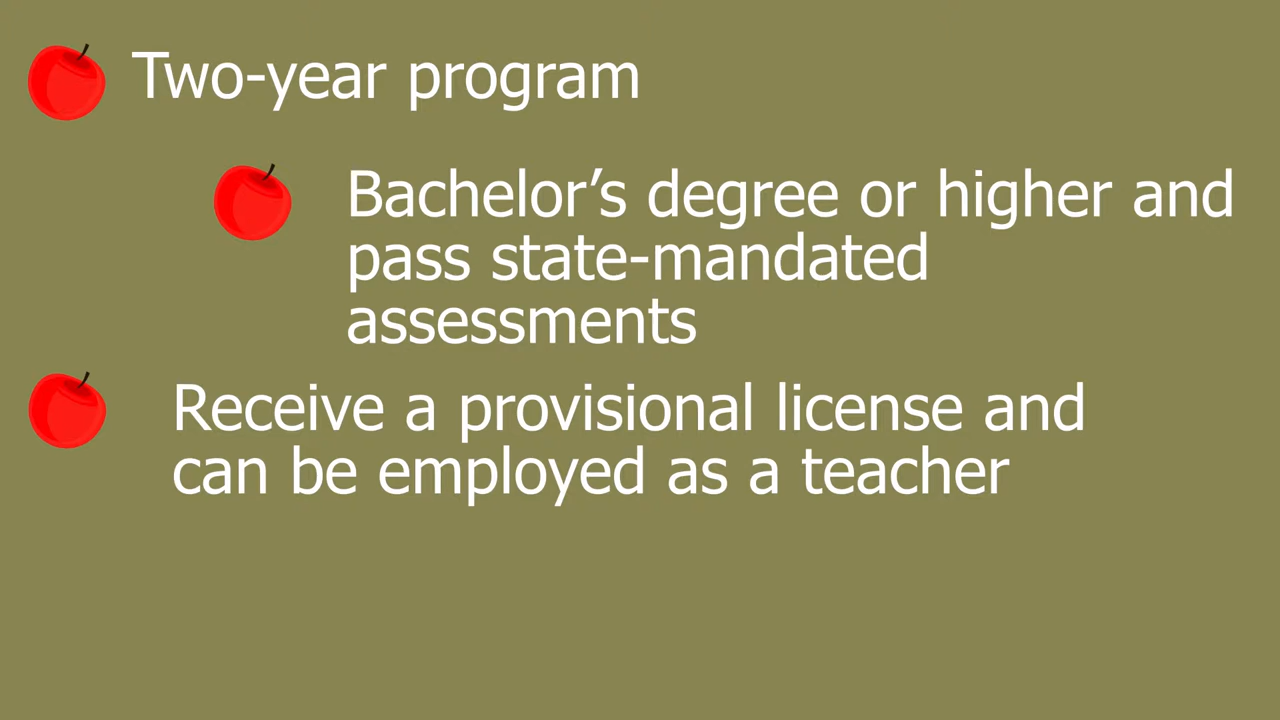 Two-year program
Bachelor’s degree or higher and
pass state-mandated
assessments
Receive a provisional license and
can be employed as a teacher